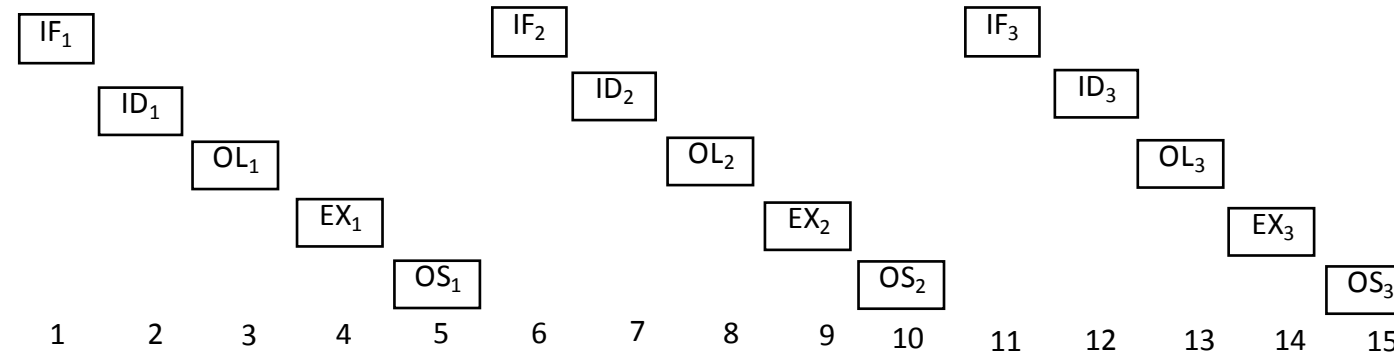 IF₁ IF₂ IF₃
ID₁ ID₂ ID₃
OL₁ OL₂ OL₃
EX₁ EX₂ EX₃
OS₁ OS₂ OS₃
1 2 3 4 5 6 7 8 9 10 11 12 13 14 15